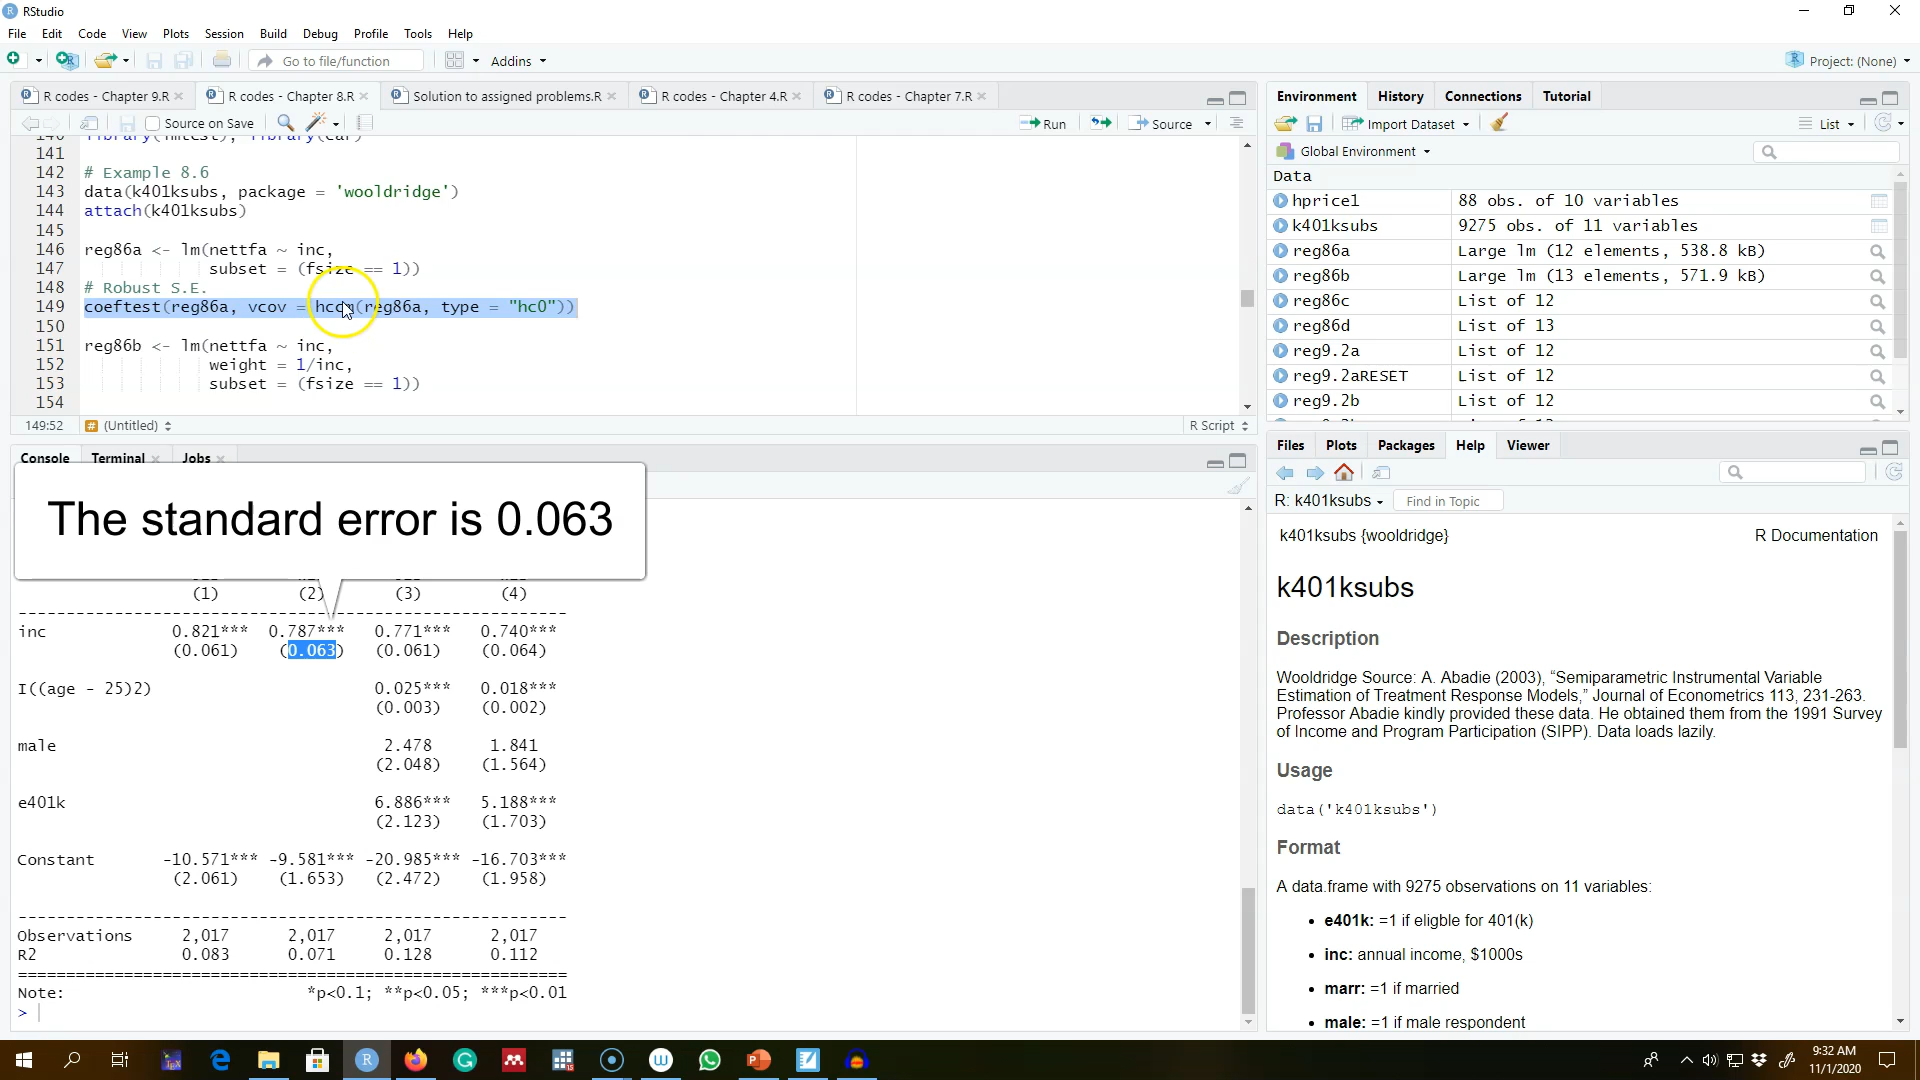 RStudio
File Edit Code View Plots Session Build Debug Profile Tools Help
Go to file/function Addins Project: (None)
R codes - Chapter 9.R R codes - Chapter 8.R Solution to assigned problems.R R codes - Chapter 4.R R codes - Chapter 7.R
Source on Save Run Source
141
142 # Example 8.6
143 data(k401ksubs, package = 'wooldridge')
144 attach(k401ksubs)
145
146 reg86a <- lm(nettfa ~ inc,
147 subset = (fsize == 1))
148 # Robust S.E.
149 coeftest(reg86a, vcov = hccm(reg86a, type = "hc0"))
150
151 reg86b <- lm(nettfa ~ inc,
152 weight = 1/inc,
153 subset = (fsize == 1))
154
149:52 # (Untitled) R Script
Console Terminal Jobs
The standard error is 0.063
(1) (2) (3) (4)
------------------------------------------------------
inc 0.821*** 0.787*** 0.771*** 0.740***
(0.061) (0.063) (0.061) (0.064)
I((age - 25)2) 0.025*** 0.018***
(0.003) (0.002)
male 2.478 1.841
(2.048) (1.564)
e401k 6.886*** 5.188***
(2.123) (1.703)
Constant -10.571*** -9.581*** -20.985*** -16.703***
(2.061) (1.653) (2.472) (1.958)
------------------------------------------------------
Observations 2,017 2,017 2,017 2,017
R2 0.083 0.071 0.128 0.112
======================================================
Note: *p<0.1; **p<0.05; ***p<0.01
>
Environment History Connections Tutorial
Import Dataset List
Global Environment
Data
hprice1 88 obs. of 10 variables
k401ksubs 9275 obs. of 11 variables
reg86a Large lm (12 elements, 538.8 kB)
reg86b Large lm (13 elements, 571.9 kB)
reg86c List of 12
reg86d List of 13
reg9.2a List of 12
reg9.2aRESET List of 12
reg9.2b List of 12
Files Plots Packages Help Viewer
R: k401ksubs Find in Topic
k401ksubs {wooldridge} R Documentation
k401ksubs
Description
Wooldridge Source: A. Abadie (2003), “Semiparametric Instrumental Variable
Estimation of Treatment Response Models,” Journal of Econometrics 113, 231-263.
Professor Abadie kindly provided these data. He obtained them from the 1991 Survey
of Income and Program Participation (SIPP). Data loads lazily.
Usage
data('k401ksubs')
Format
A data.frame with 9275 observations on 11 variables:
• e401k: =1 if eligble for 401(k)
• inc: annual income, $1000s
• marr: =1 if married
• male: =1 if male respondent
9:32 AM
11/1/2020